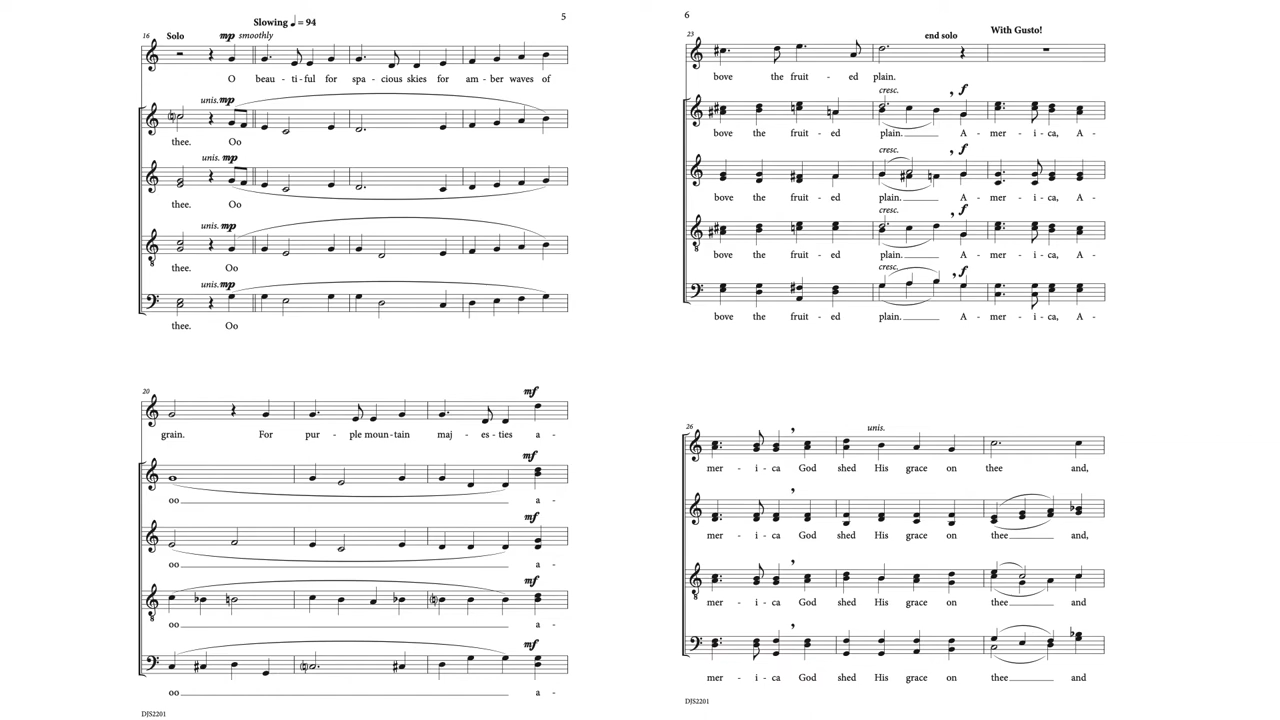 5
Slowing ♩ = 94
16 Solo mp smoothly
O beau - ti - ful for spa - cious skies for am - ber waves of
unis. mp
thee. Oo
unis. mp
thee. Oo
unis. mp
thee. Oo
unis. mp
thee. Oo
20
mf
grain. For pur - ple moun - tain maj - es - ties a -
mf
oo a -
mf
oo a -
mf
oo a -
mf
oo a -
DJS2201
6
23 end solo With Gusto!
bove the fruit - ed plain.
cresc. f
bove the fruit - ed plain. A - mer - i - ca, A -
cresc. f
bove the fruit - ed plain. A - mer - i - ca, A -
cresc. f
bove the fruit - ed plain. A - mer - i - ca, A -
cresc. f
bove the fruit - ed plain. A - mer - i - ca, A -
26
unis.
mer - i - ca God shed His grace on thee and,
mer - i - ca God shed His grace on thee and,
8
mer - i - ca God shed His grace on thee and
mer - i - ca God shed His grace on thee and
DJS2201